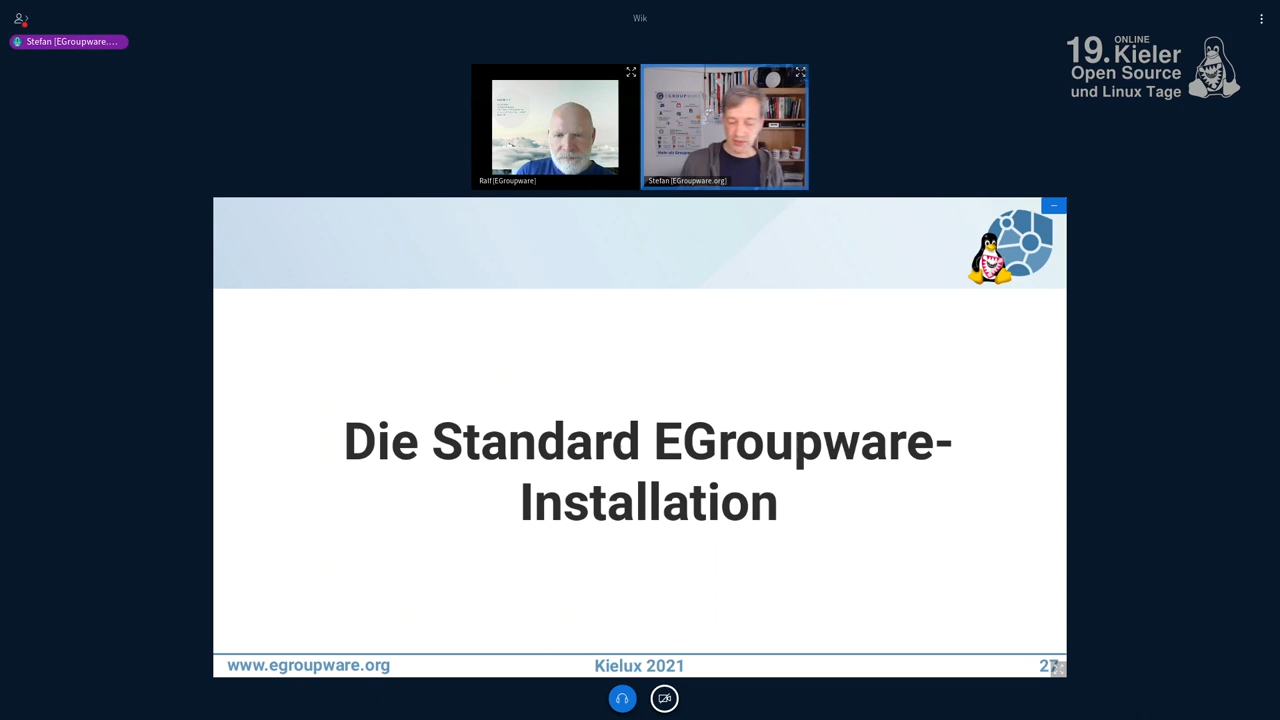 Wik
Stefan [EGroupware....
ONLINE
19. Kieler
Open Source
und Linux Tage
Ralf [EGroupware]
Stefan [EGroupware.org]
Die Standard EGroupware-
Installation
www.egroupware.org
Kielux 2021
27